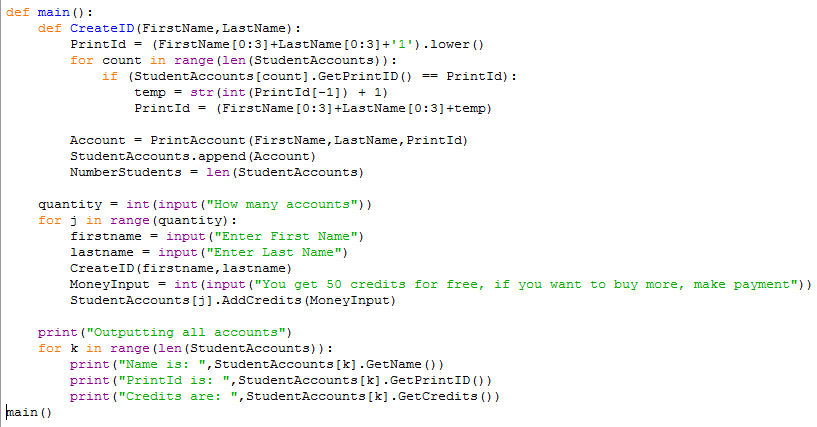 def main():
    def CreateID(FirstName,LastName):
        PrintId = (FirstName[0:3]+LastName[0:3]+'1').lower()
        for count in range(len(StudentAccounts)):
            if (StudentAccounts[count].GetPrintID() == PrintId):
                temp = str(int(PrintId[-1]) + 1)
                PrintId = (FirstName[0:3]+LastName[0:3]+temp)

        Account = PrintAccount(FirstName,LastName,PrintId)
        StudentAccounts.append(Account)
        NumberStudents = len(StudentAccounts)

    quantity = int(input("How many accounts"))
    for j in range(quantity):
        firstname = input("Enter First Name")
        lastname = input("Enter Last Name")
        CreateID(firstname,lastname)
        MoneyInput = int(input("You get 50 credits for free, if you want to buy more, make payment"))
        StudentAccounts[j].AddCredits(MoneyInput)

    print("Outputting all accounts")
    for k in range(len(StudentAccounts)):
        print("Name is: ",StudentAccounts[k].GetName())
        print("PrintId is: ",StudentAccounts[k].GetPrintID())
        print("Credits are: ",StudentAccounts[k].GetCredits())
main()